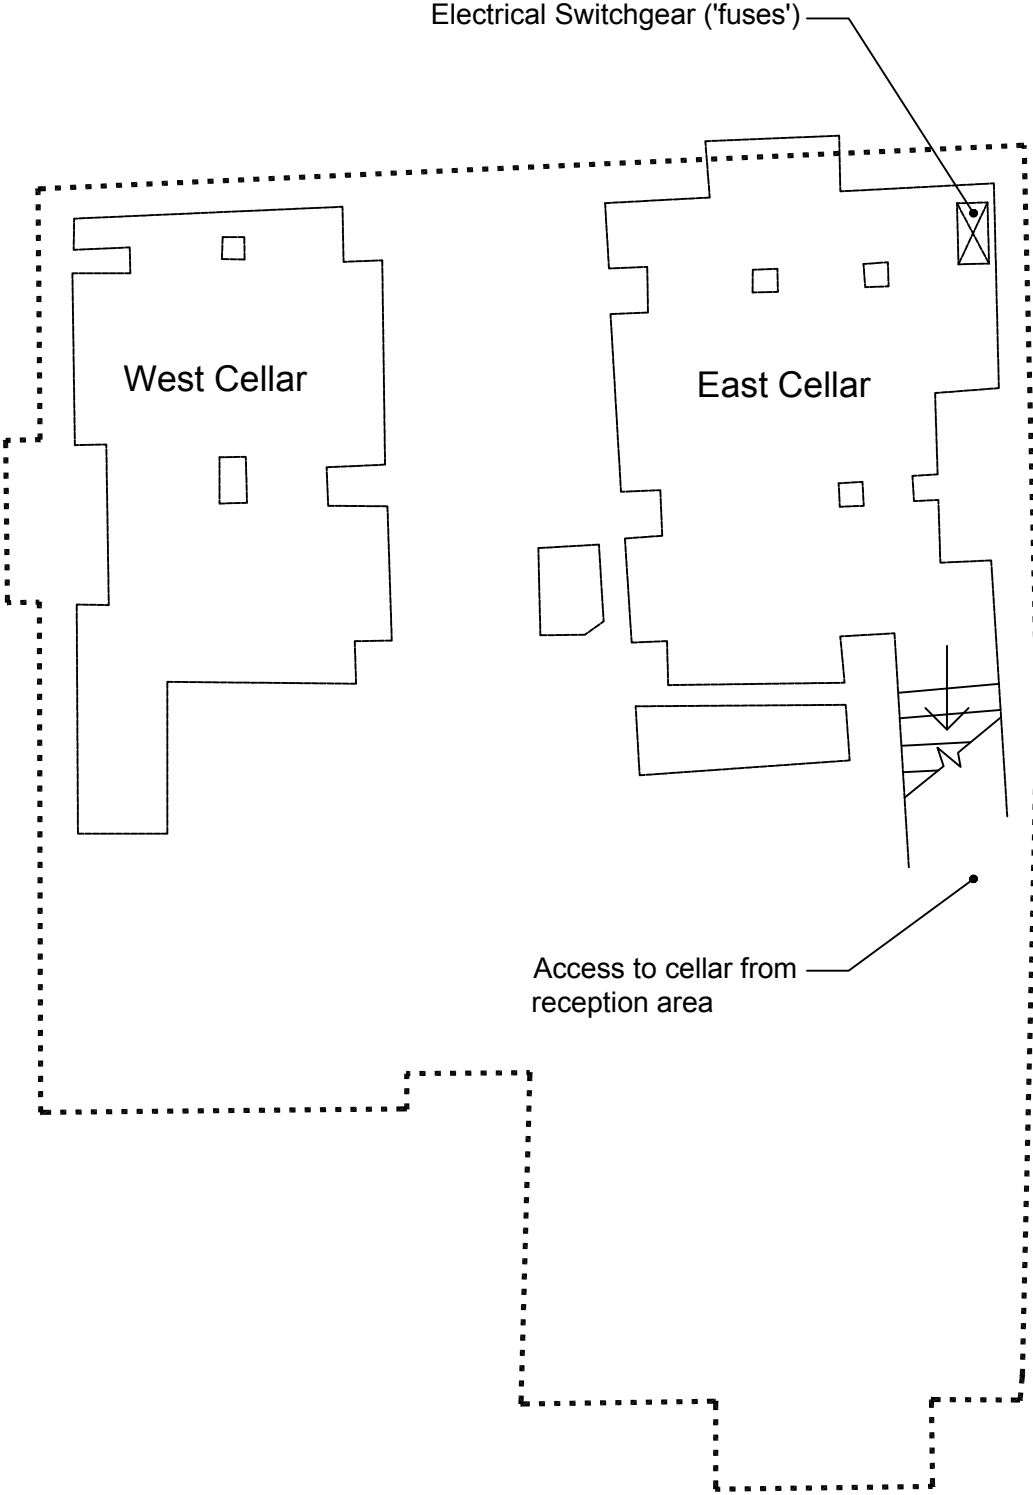 Electrical Switchgear ('fuses')
West Cellar
East Cellar
Access to cellar from
reception area